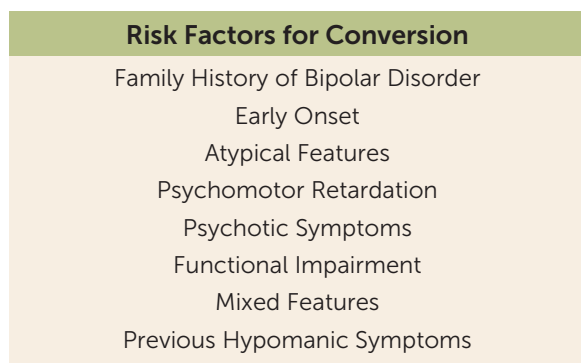 Risk Factors for Conversion
Family History of Bipolar Disorder
Early Onset
Atypical Features
Psychomotor Retardation
Psychotic Symptoms
Functional Impairment
Mixed Features
Previous Hypomanic Symptoms